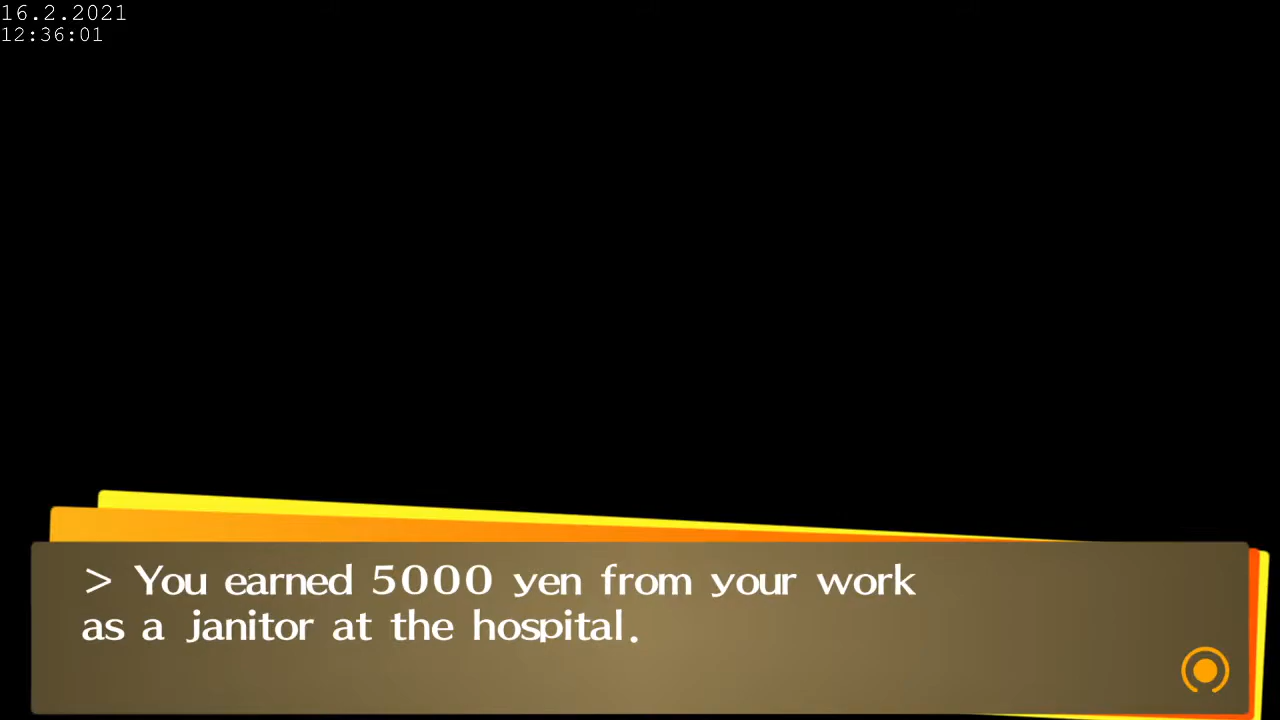 16.2.2021
12:36:01
> You earned 5000 yen from your work
as a janitor at the hospital.